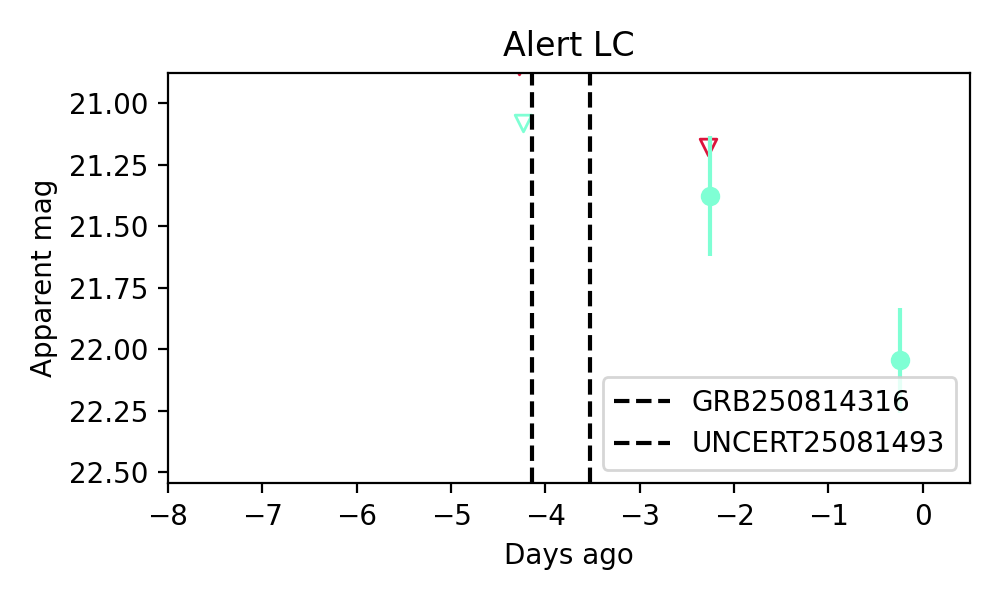 Alert LC
Apparent mag
21.00
21.25
21.50
21.75
22.00
22.25
22.50
GRB250814316
UNCERT25081493
−8 −7 −6 −5 −4 −3 −2 −1 0
Days ago